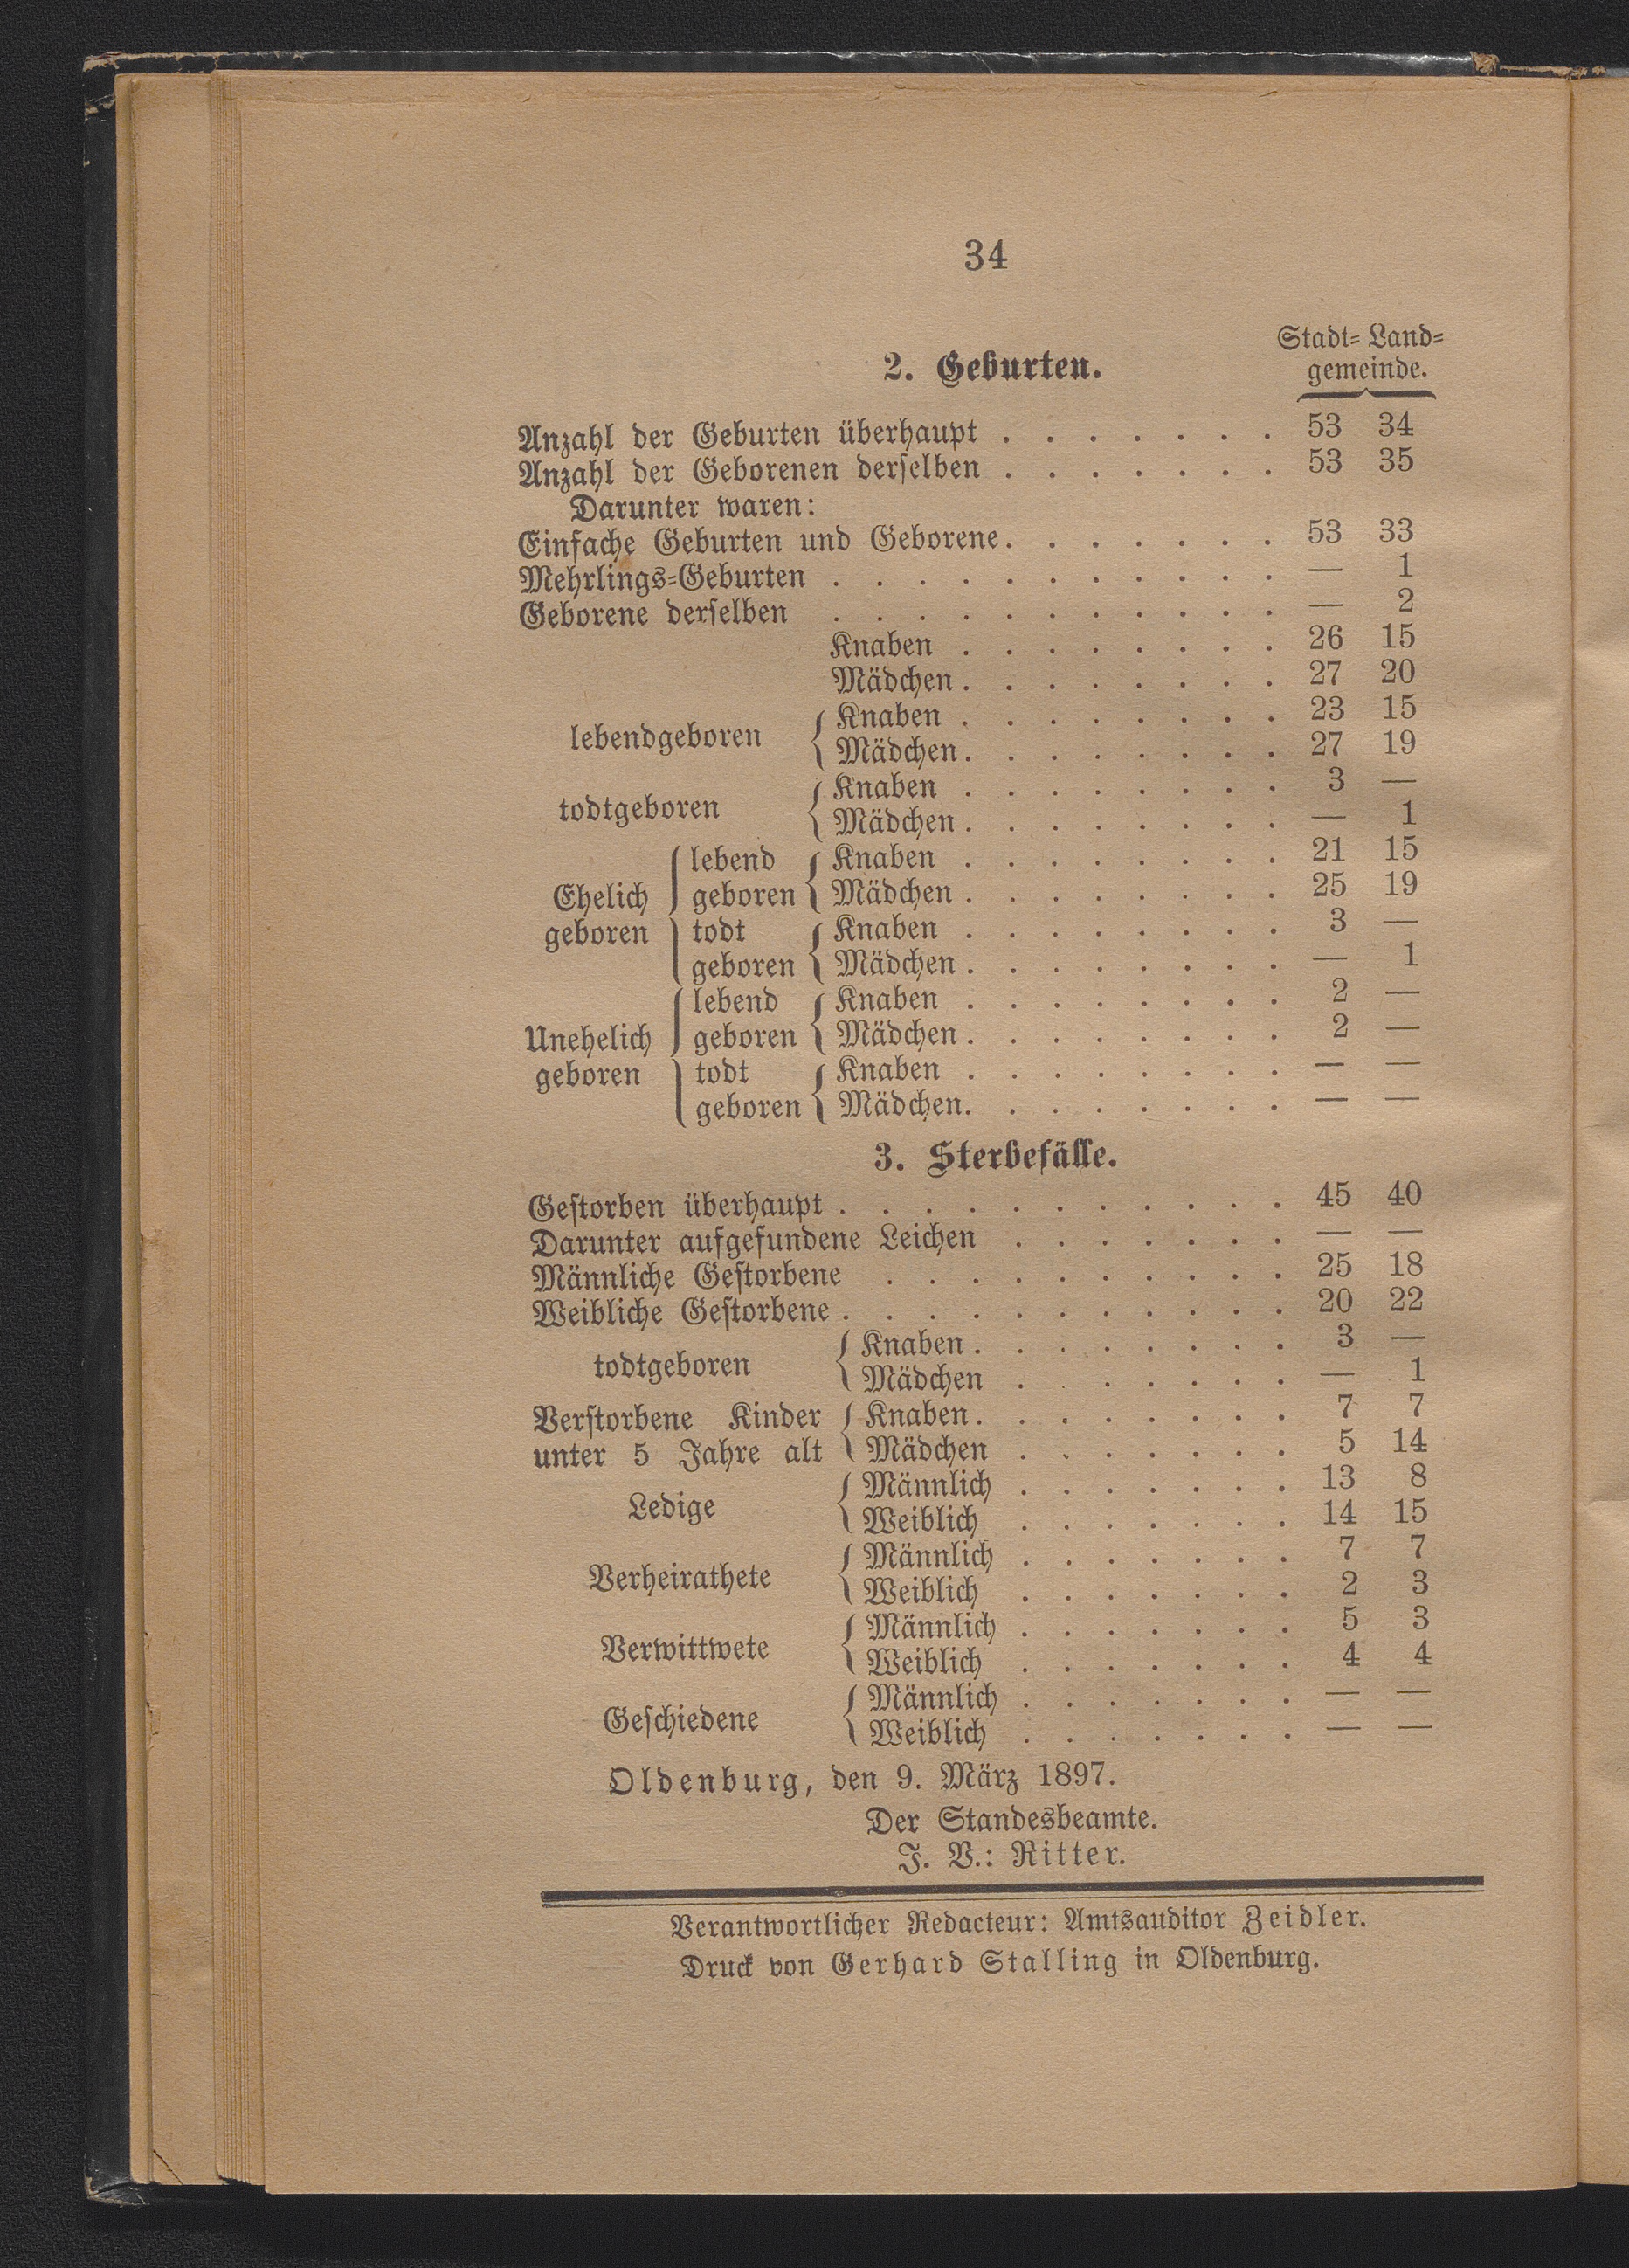 34
Stadt= Land=
2. Geburten.
gemeinde.
Anzahl der Geburten überhaupt . . . . . . . 53 34
Anzahl der Geborenen derselben . . . . . . . 53 35
Darunter waren:
Einfache Geburten und Geborene . . . . . . . 53 33
Mehrlings=Geburten . . . . . . . . . . . — 1
Geborene derselben . . . . . . . . . . . — 2
Knaben . . . . . . . . 26 15
Mädchen . . . . . . . . 27 20
Knaben . . . . . . . . 23 15
lebendgeboren
Mädchen . . . . . . . . 27 19
Knaben . . . . . . . . 3 —
todtgeboren
Mädchen . . . . . . . . — 1
lebend Knaben . . . . . . . . 21 15
Ehelich geboren Mädchen . . . . . . . . 25 19
geboren todt Knaben . . . . . . . . 3 —
geboren Mädchen . . . . . . . . — 1
lebend Knaben . . . . . . . . 2 —
Unehelich geboren Mädchen . . . . . . . . 2 —
geboren todt Knaben . . . . . . . . — —
geboren Mädchen . . . . . . . . — —
3. Sterbefälle.
Gestorben überhaupt . . . . . . . . . . . 45 40
Darunter aufgefundene Leichen . . . . . . . — —
Männliche Gestorbene . . . . . . . . . . 25 18
Weibliche Gestorbene . . . . . . . . . . . 20 22
Knaben . . . . . . . . 3 —
todtgeboren
Mädchen . . . . . . . — 1
Verstorbene Kinder Knaben . . . . . . . . 7 7
unter 5 Jahre alt Mädchen . . . . . . . 5 14
Männlich . . . . . . . 13 8
Ledige
Weiblich . . . . . . . 14 15
Männlich . . . . . . . 7 7
Verheirathete
Weiblich . . . . . . . 2 3
Männlich . . . . . . . 5 3
Verwittwete
Weiblich . . . . . . . 4 4
Männlich . . . . . . . — —
Geschiedene
Weiblich . . . . . . . — —
Oldenburg, den 9. März 1897.
Der Standesbeamte.
J. V.: Ritter.
Verantwortlicher Redacteur: Amtsauditor Zeidler.
Druck von Gerhard Stalling in Oldenburg.